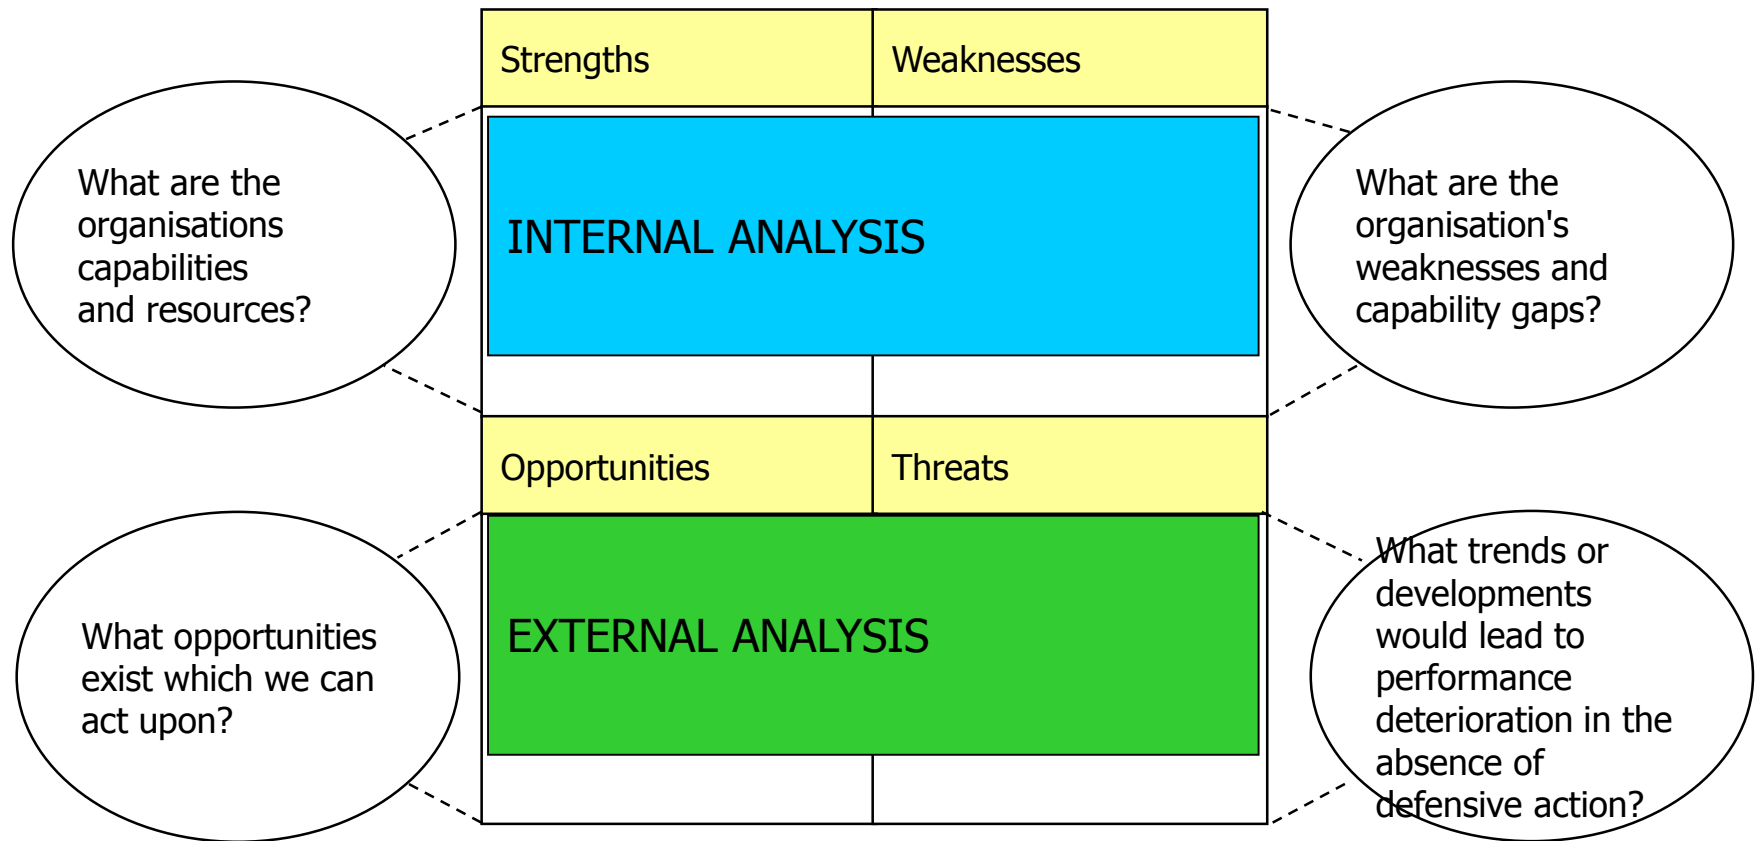 Strengths
Weaknesses
What are the
organisations
capabilities
and resources?
INTERNAL ANALYSIS
What are the
organisation's
weaknesses and
capability gaps?
Opportunities
Threats
What opportunities
exist which we can
act upon?
EXTERNAL ANALYSIS
What trends or
developments
would lead to
performance
deterioration in the
absence of
defensive action?